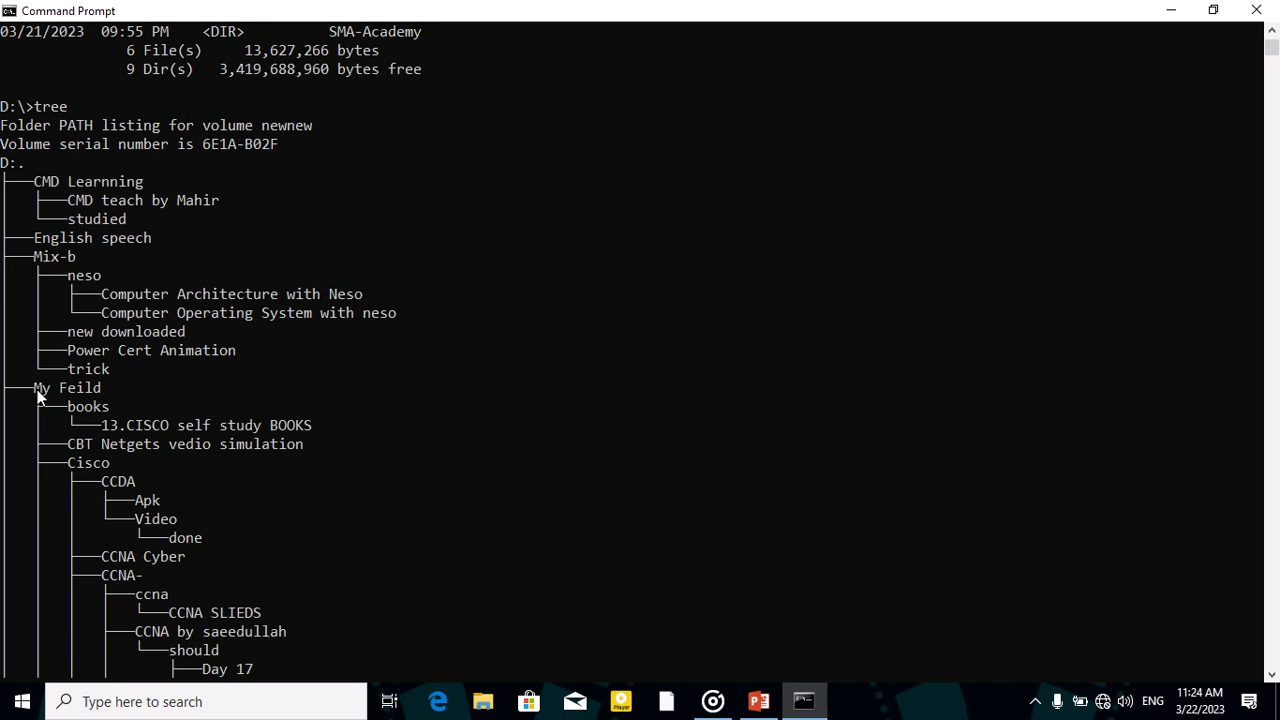 Command Prompt
03/21/2023  09:55 PM    <DIR>          SMA-Academy
6 File(s)     13,627,266 bytes
9 Dir(s)   3,419,688,960 bytes free
D:\>tree
Folder PATH listing for volume newnew
Volume serial number is 6E1A-B02F
D:.
├───CMD Learnning
│   ├───CMD teach by Mahir
│   └───studied
├───English speech
├───Mix-b
│   ├───neso
│   │   ├───Computer Architecture with Neso
│   │   └───Computer Operating System with neso
│   ├───new downloaded
│   ├───Power Cert Animation
│   └───trick
├───My Feild
│   ├───books
│   │   └───13.CISCO self study BOOKS
│   ├───CBT Netgets vedio simulation
│   ├───Cisco
│   │   ├───CCDA
│   │   │   ├───Apk
│   │   │   └───Video
│   │   │       └───done
│   │   ├───CCNA Cyber
│   │   ├───CCNA-
│   │   │   ├───ccna
│   │   │   │   └───CCNA SLIEDS
│   │   │   ├───CCNA by saeedullah
│   │   │   │   └───should
│   │   │   │       ├───Day 17
Type here to search
Player
ENG
11:24 AM
3/22/2023